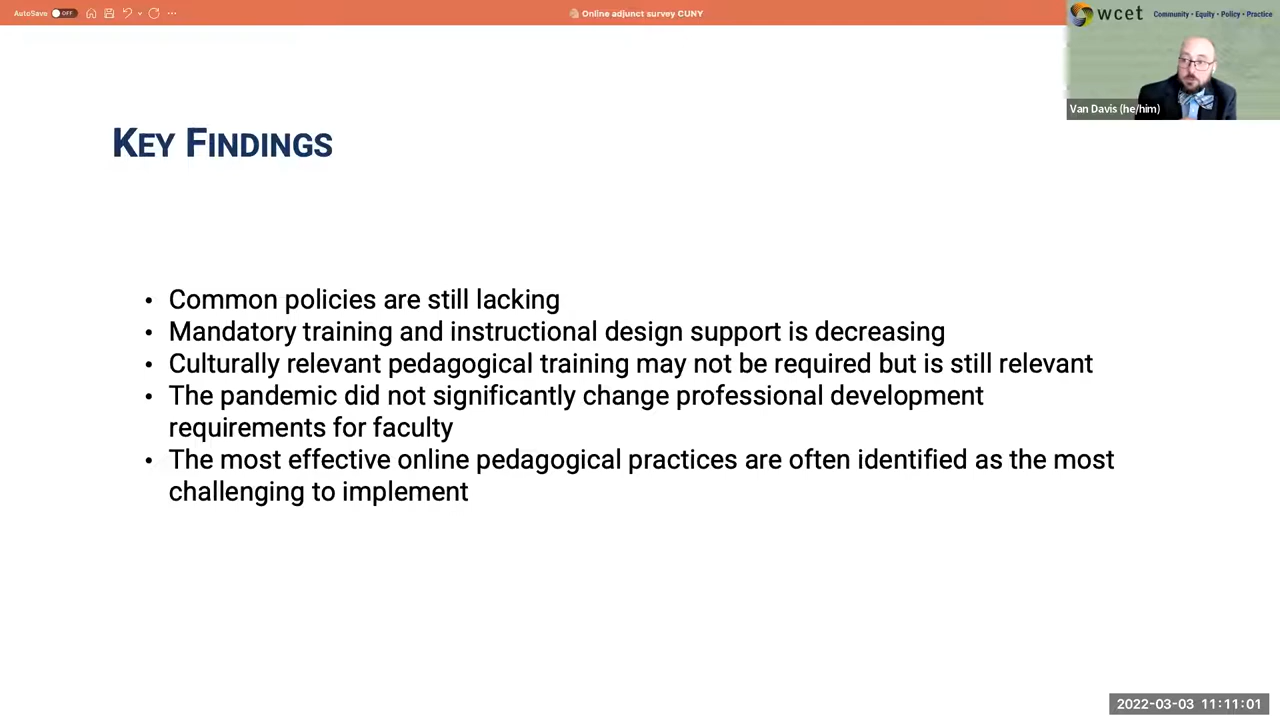 AutoSave OFF
Online adjunct survey CUNY
wcet Community • Equity • Policy • Practice
Van Davis (he/him)
KEY FINDINGS
• Common policies are still lacking
• Mandatory training and instructional design support is decreasing
• Culturally relevant pedagogical training may not be required but is still relevant
• The pandemic did not significantly change professional development
requirements for faculty
• The most effective online pedagogical practices are often identified as the most
challenging to implement
2022-03-03 11:11:01